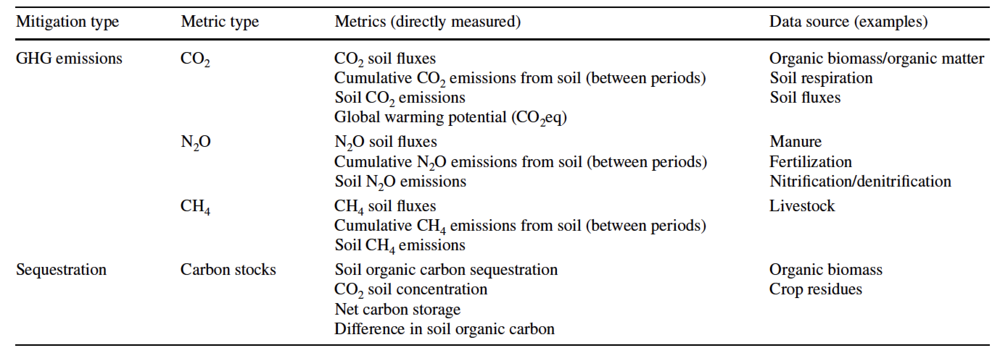 Mitigation type Metric type Metrics (directly measured) Data source (examples)
GHG emissions CO₂ CO₂ soil fluxes Organic biomass/organic matter
Cumulative CO₂ emissions from soil (between periods) Soil respiration
Soil CO₂ emissions Soil fluxes
Global warming potential (CO₂eq)
N₂O N₂O soil fluxes Manure
Cumulative N₂O emissions from soil (between periods) Fertilization
Soil N₂O emissions Nitrification/denitrification
CH₄ CH₄ soil fluxes Livestock
Cumulative CH₄ emissions from soil (between periods)
Soil CH₄ emissions
Sequestration Carbon stocks Soil organic carbon sequestration Organic biomass
CO₂ soil concentration Crop residues
Net carbon storage
Difference in soil organic carbon